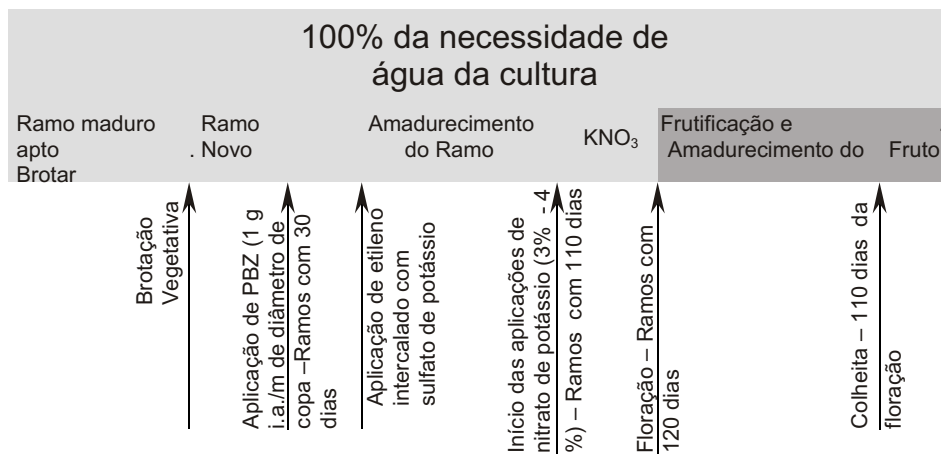 100% da necessidade de
água da cultura
Ramo maduro
apto
Brotar
Ramo
. Novo
Amadurecimento
do Ramo
KNO3
Frutificação e
Amadurecimento do Fruto
Brotação
Vegetativa
Aplicação de PBZ (1 g
i.a./m de diâmetro de
copa –Ramos com 30
dias
Aplicação de etileno
intercalado com
sulfato de potássio
Início das aplicações de
nitrato de potássio (3% - 4
%) – Ramos com 110 dias
Floração – Ramos com
120 dias
Colheita – 110 dias da
floração